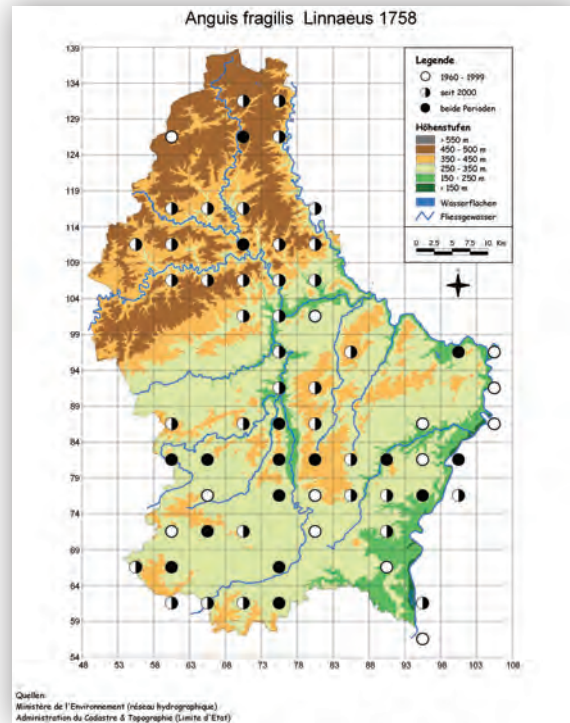 Anguis fragilis Linnaeus 1758
Legende
1960 - 1999
seit 2000
beide Perioden
Höhenstufen
> 550 m
450 - 500 m
350 - 450 m
250 - 350 m
150 - 250 m
> 150 m
Wasserflächen
Fliessgewässer
0 2.5 5 7.5 10 Km
139
134
129
124
119
114
109
104
99
94
89
84
79
74
69
64
59
54
48 53 58 63 68 73 78 83 88 93 98 103 108
Quellen:
Ministère de l'Environnement (réseau hydrographique)
Administration du Cadastre & Topographie (Limite d'Etat)